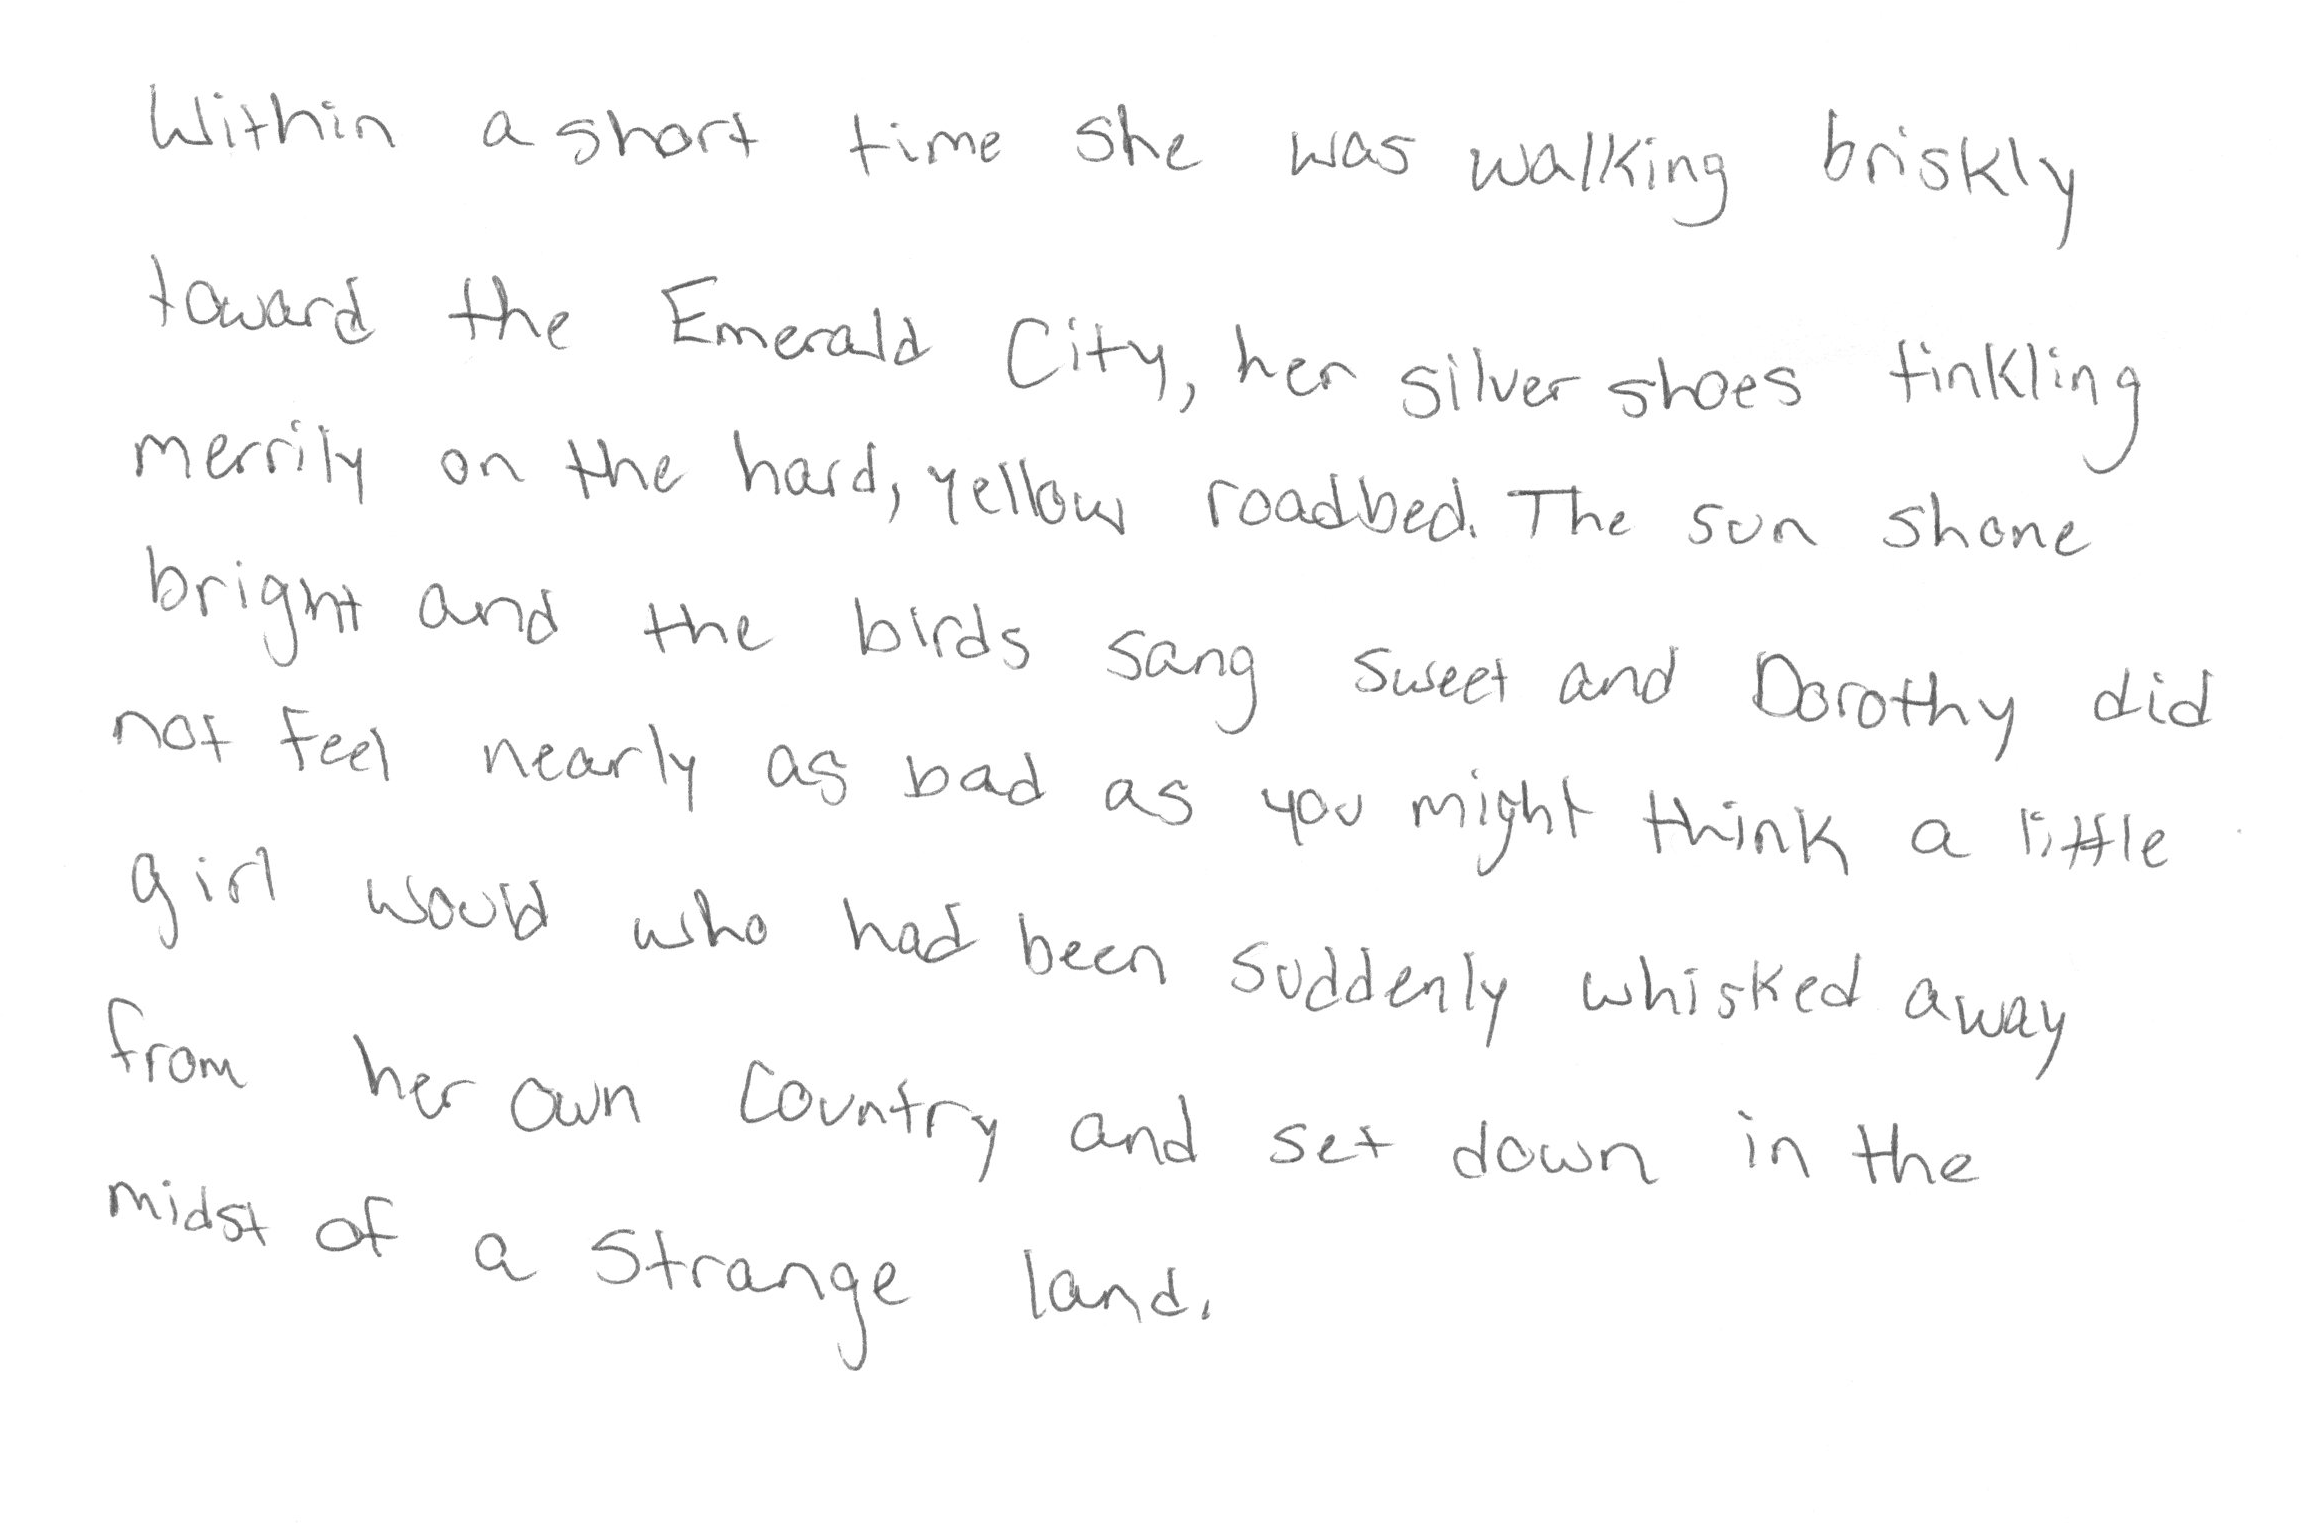 Within a short time she was walking briskly
toward the Emerald City, her silver shoes tinkling
merrily on the hard, yellow roadbed. The sun shone
bright and the birds sang sweet and Dorothy did
not feel nearly as bad as you might think a little
girl would who had been suddenly whisked away
from her own country and set down in the
midst of a strange land.